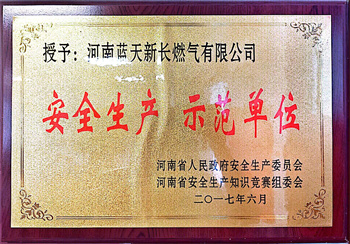 授予：河南蓝天新长燃气有限公司
安全生产 示范单位
河南省人民政府安全生产委员会
河南省安全生产知识竞赛组委会
二〇一七年六月